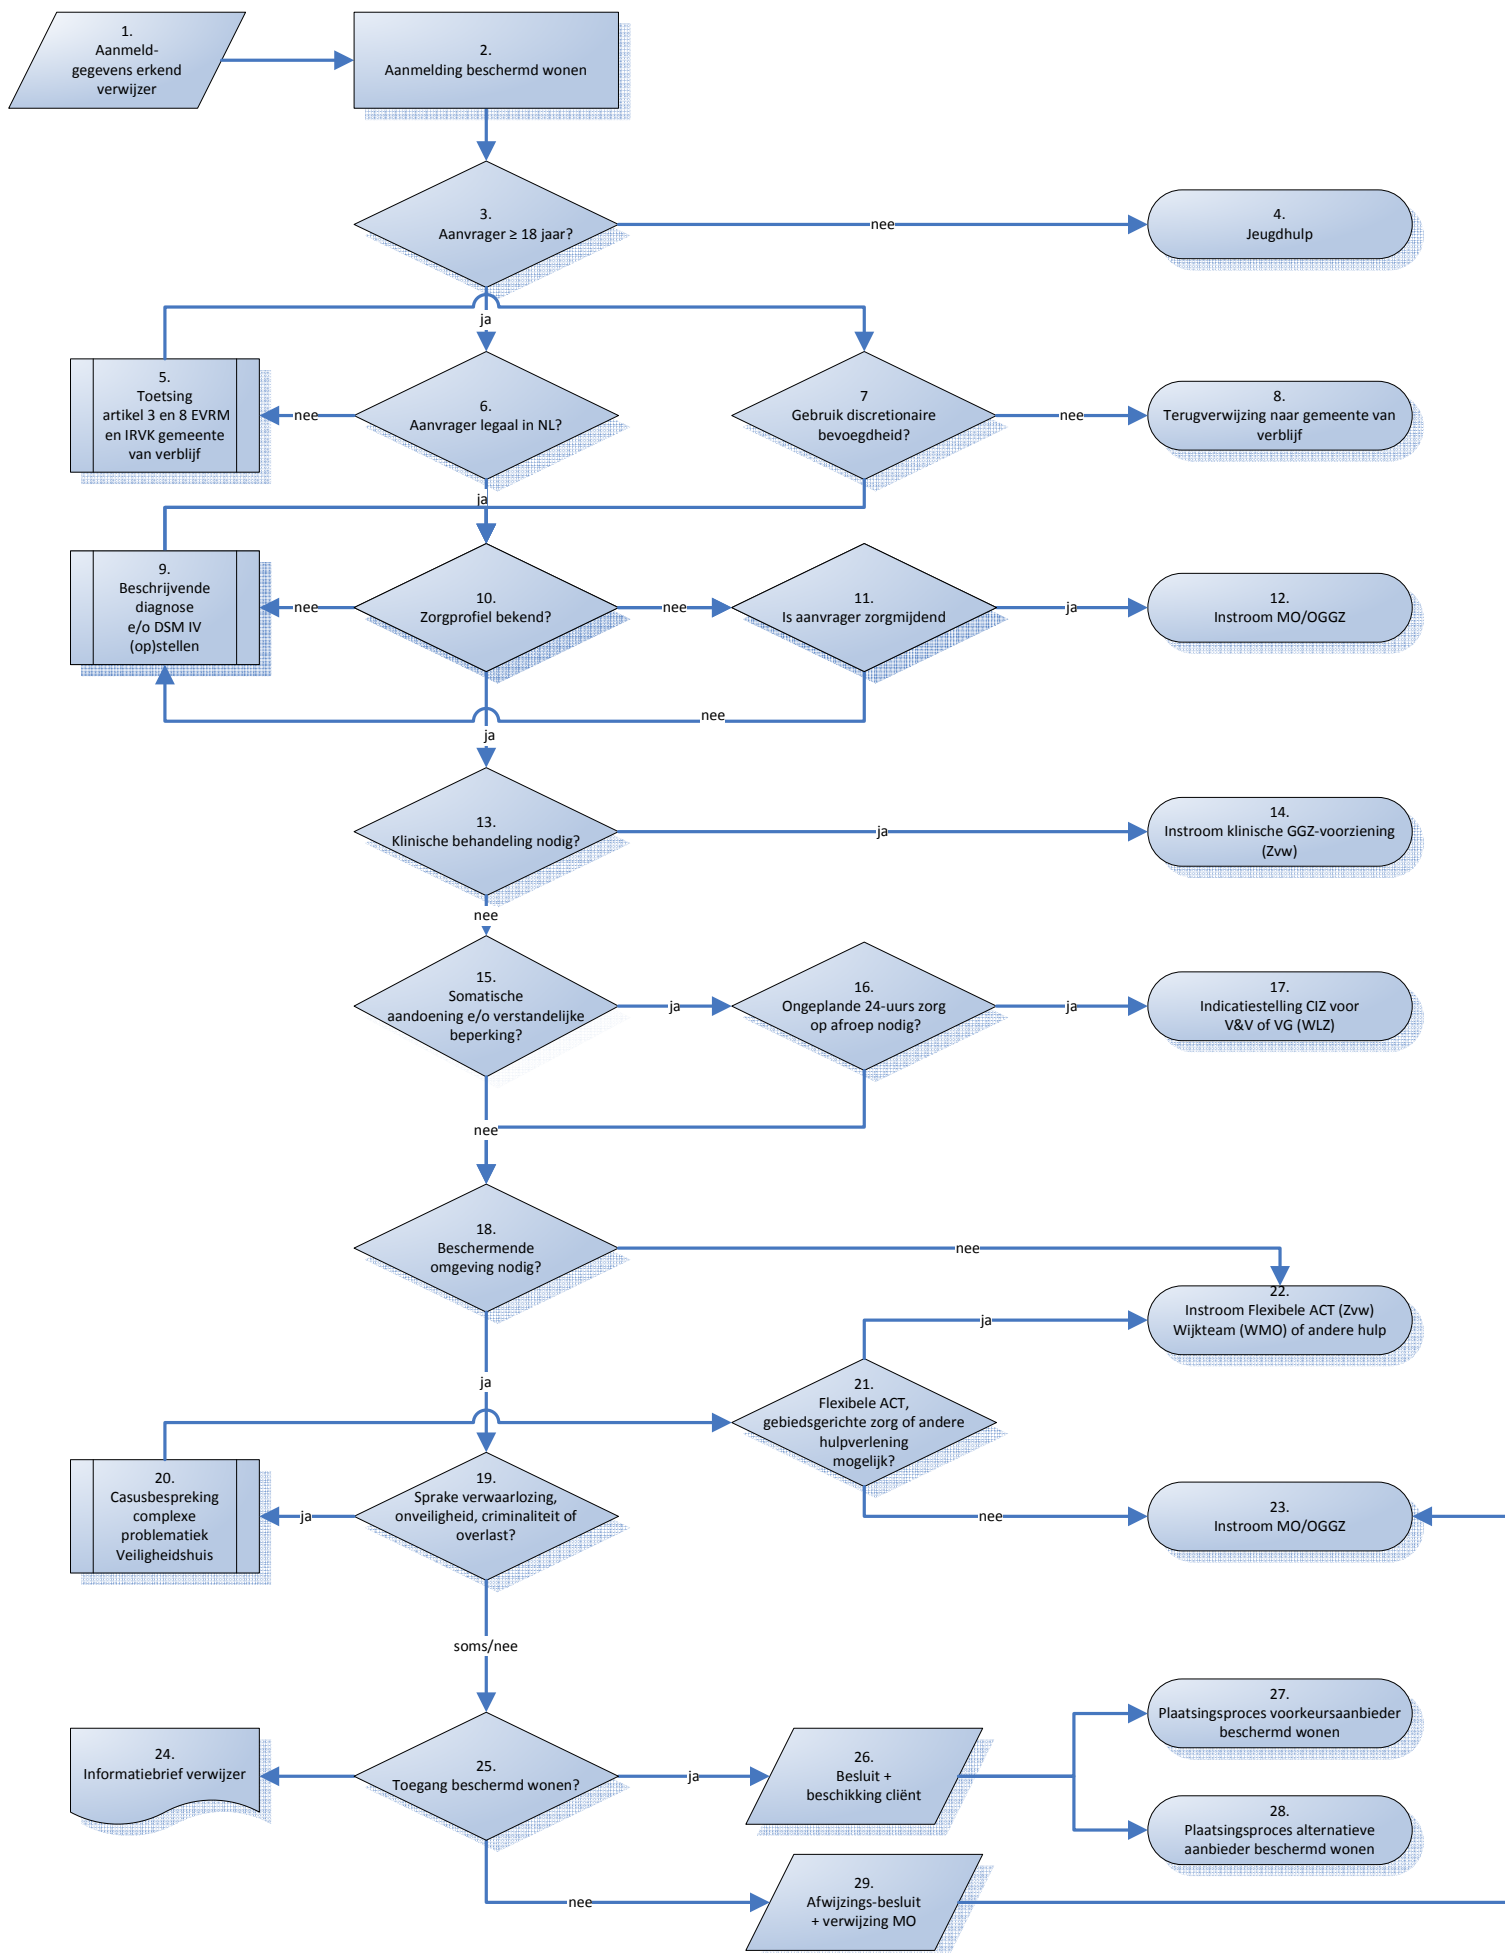 1.
Aanmeld-
gegevens erkend
verwijzer
2.
Aanmelding beschermd wonen
3.
Aanvrager ≥ 18 jaar?
nee
4.
Jeugdhulp
ja
5.
Toetsing
artikel 3 en 8 EVRM
en IRVK gemeente
van verblijf
nee
6.
Aanvrager legaal in NL?
7
Gebruik discretionaire
bevoegdheid?
nee
8.
Terugverwijzing naar gemeente van
verblijf
ja
9.
Beschrijvende
diagnose
e/o DSM IV
(op)stellen
nee
10.
Zorgprofiel bekend?
nee
11.
Is aanvrager zorgmijdend
ja
12.
Instroom MO/OGGZ
nee
ja
13.
Klinische behandeling nodig?
ja
14.
Instroom klinische GGZ-voorziening
(Zvw)
nee
15.
Somatische
aandoening e/o verstandelijke
beperking?
ja
16.
Ongeplande 24-uurs zorg
op afroep nodig?
ja
17.
Indicatiestelling CIZ voor
V&V of VG (WLZ)
nee
18.
Beschermende
omgeving nodig?
nee
22.
Instroom Flexibele ACT (Zvw)
Wijkteam (WMO) of andere hulp
ja
ja
21.
Flexibele ACT,
gebiedsgerichte zorg of andere
hulpverlening
mogelijk?
20.
Casusbespreking
complexe
problematiek
Veiligheidshuis
ja
19.
Sprake verwaarlozing,
onveiligheid, criminaliteit of
overlast?
nee
23.
Instroom MO/OGGZ
soms/nee
24.
Informatiebrief verwijzer
25.
Toegang beschermd wonen?
ja
26.
Besluit +
beschikking cliënt
27.
Plaatsingsproces voorkeursaanbieder
beschermd wonen
28.
Plaatsingsproces alternatieve
aanbieder beschermd wonen
nee
29.
Afwijzings-besluit
+ verwijzing MO